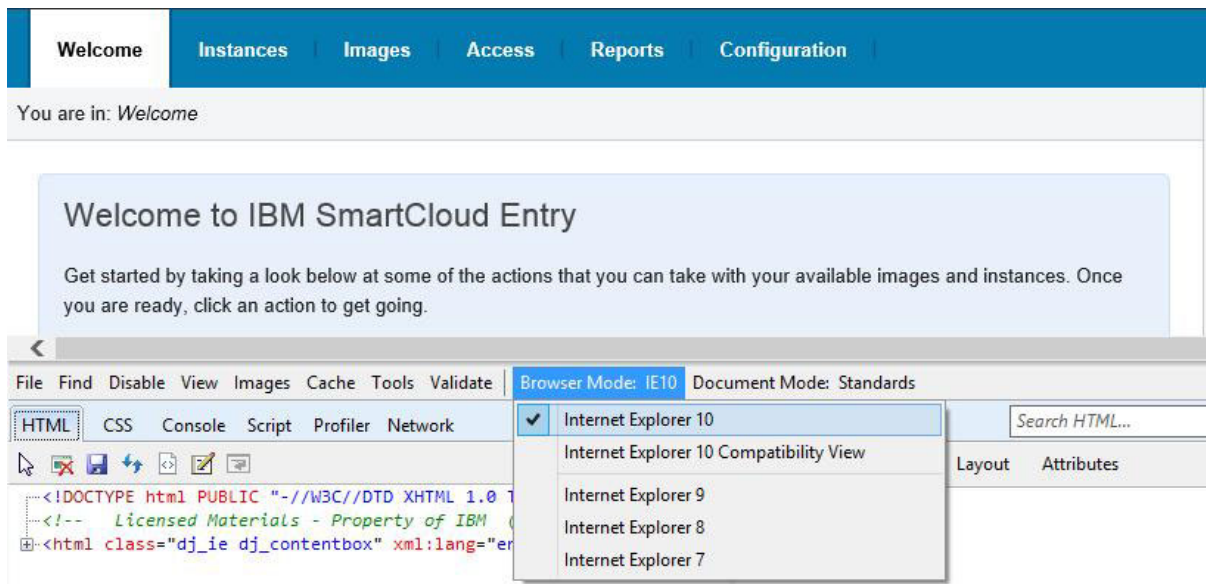 Welcome Instances Images Access Reports Configuration
You are in: Welcome
Welcome to IBM SmartCloud Entry
Get started by taking a look below at some of the actions that you can take with your available images and instances. Once
you are ready, click an action to get going.
File Find Disable View Images Cache Tools Validate Browser Mode: IE10 Document Mode: Standards
HTML CSS Console Script Profiler Network Search HTML...
Internet Explorer 10
Internet Explorer 10 Compatibility View
Layout Attributes
Internet Explorer 9
Internet Explorer 8
Internet Explorer 7
<!DOCTYPE html PUBLIC "-//W3C//DTD XHTML 1.0 T
<!-- Licensed Materials - Property of IBM (
<html class="dj_ie dj_contentbox" xml:lang="er